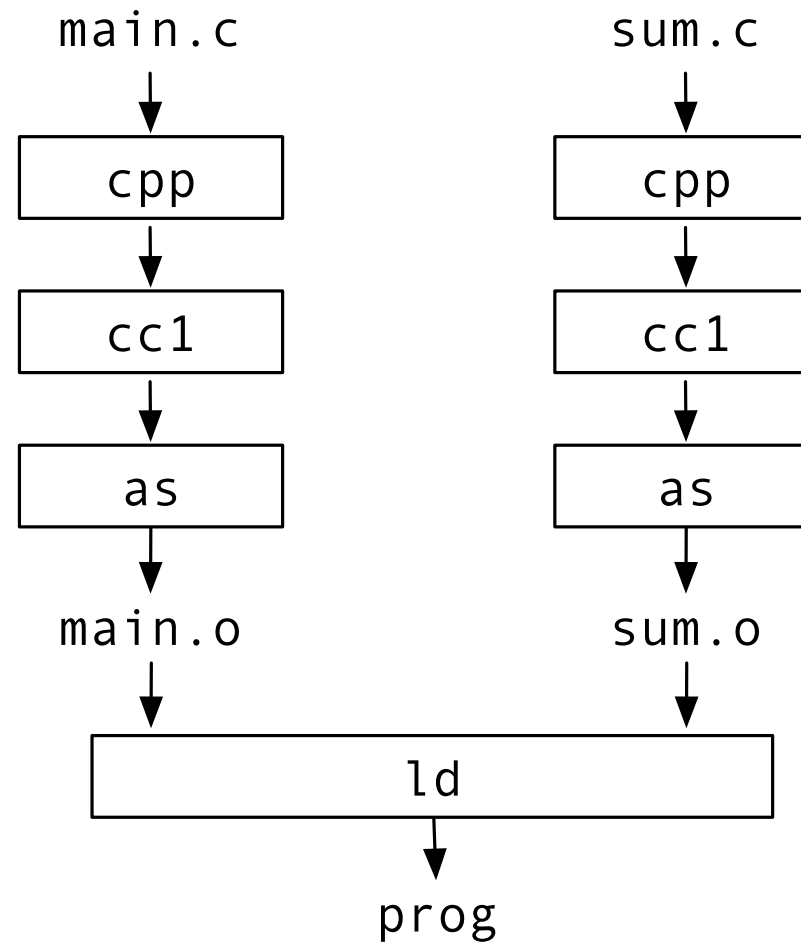 main.c sum.c
cpp cpp
cc1 cc1
as as
main.o sum.o
ld
prog